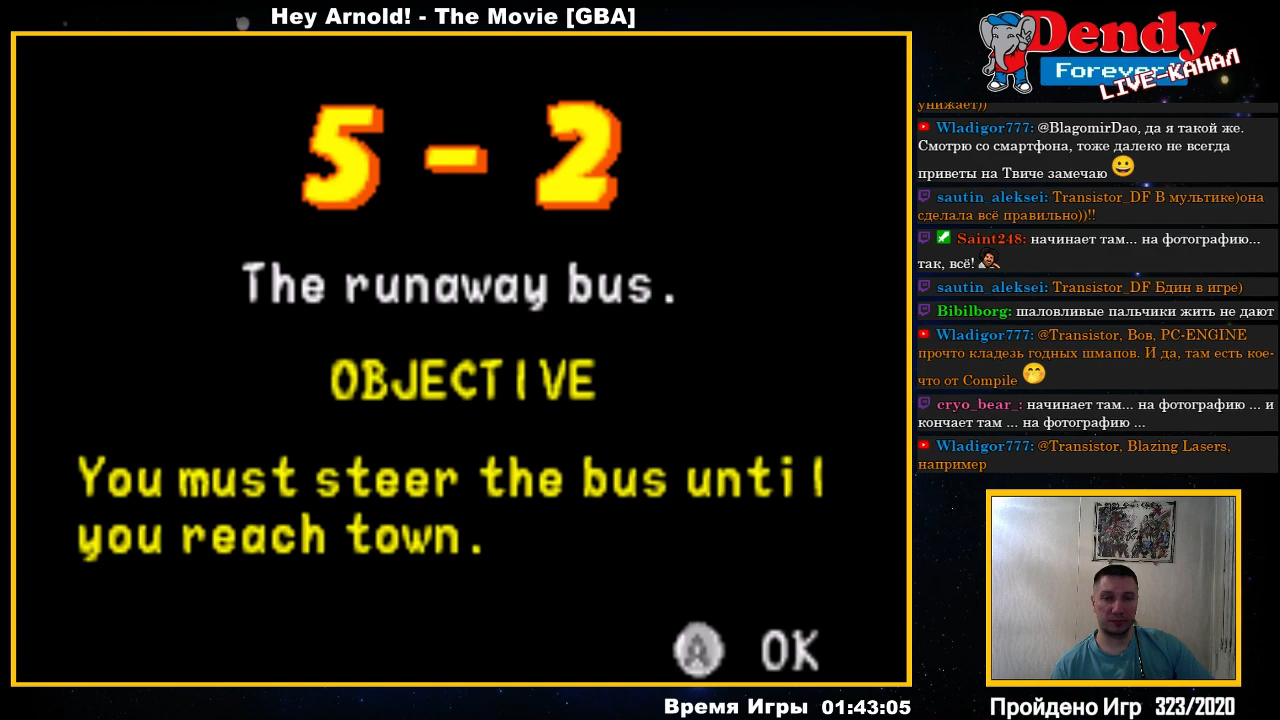 Hey Arnold! - The Movie [GBA]
5 - 2
The runaway bus.
OBJECTIVE
You must steer the bus until
you reach town.
A OK
Dendy
Forever!
LIVE-КАНАЛ
унижает))
Wladigor777: @BlagomirDao, да я такой же.
Смотрю со смартфона, тоже далеко не всегда
приветы на Твиче замечаю
sautin_aleksei: Transistor_DF В мультике)она
сделала всё правильно))!!
Saint248: начинает там... на фотографию...
так, всё!
sautin_aleksei: Transistor_DF Бдин в игре)
Bibilborg: шаловливые пальчики жить не дают
Wladigor777: @Transistor, Вов, PC-ENGINE
прочто кладезь годных шмапов. И да, там есть кое-
что от Compile
cryo_bear_: начинает там... на фотографию ... и
кончает там ... на фотографию ...
Wladigor777: @Transistor, Blazing Lasers,
например
Время Игры 01:43:05
Пройдено Игр 323/2020